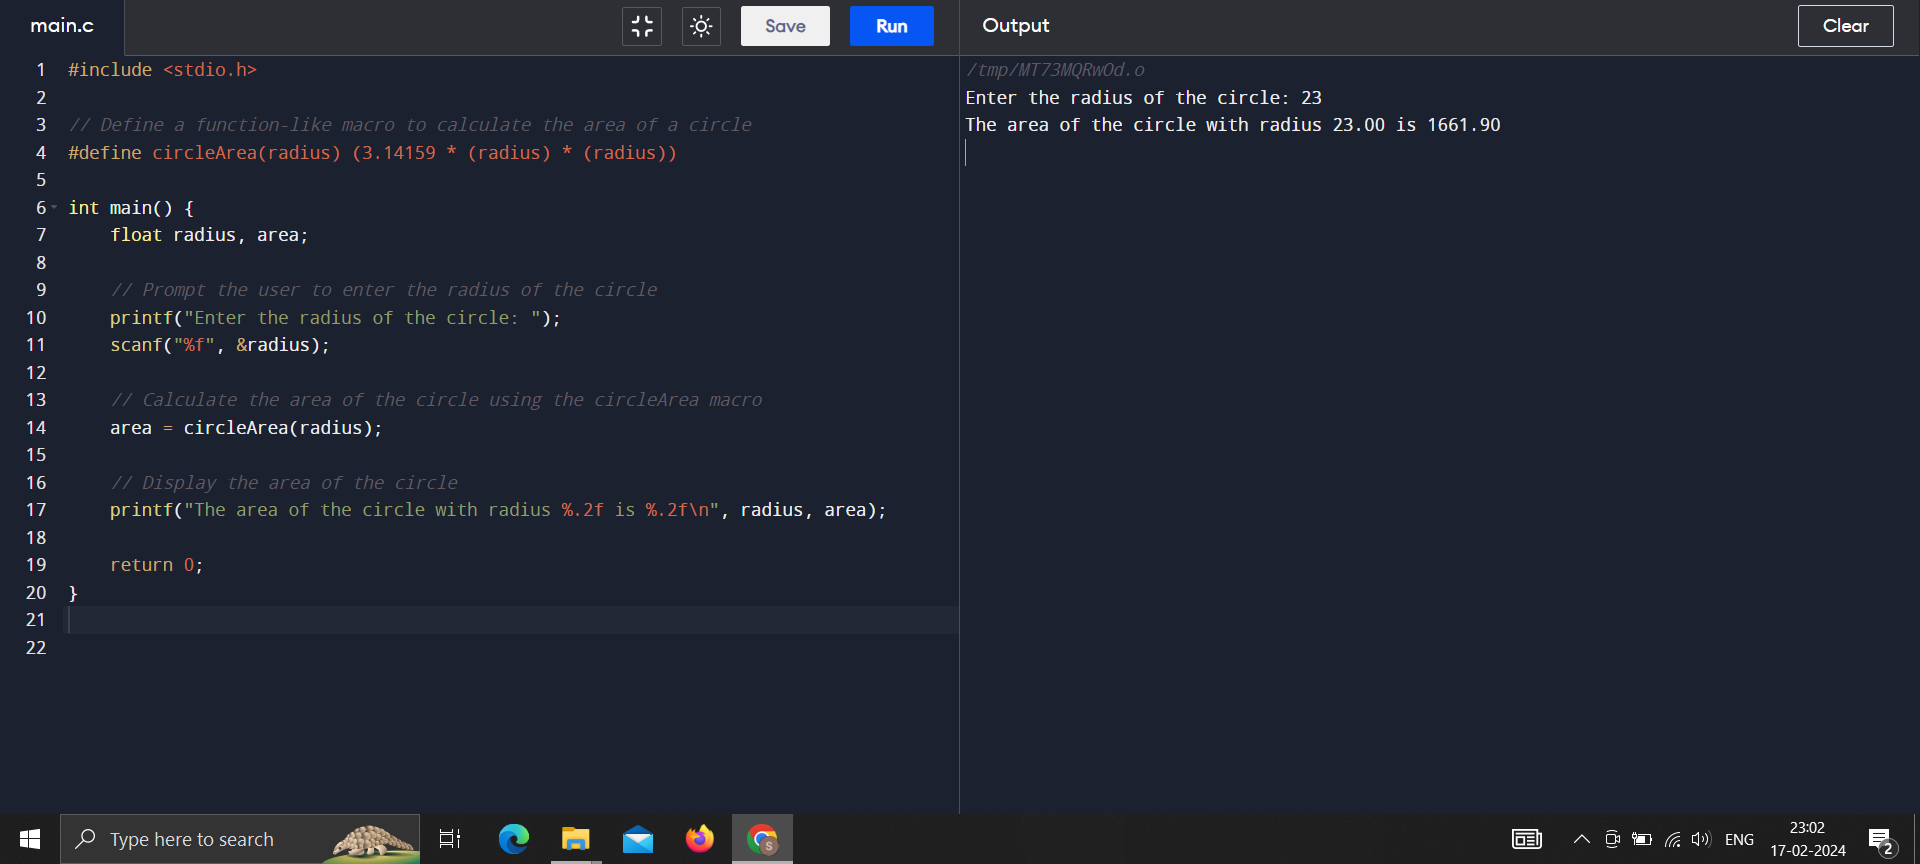 main.c
Save
Run
Output
Clear
1 #include <stdio.h>
2
3 // Define a function-like macro to calculate the area of a circle
4 #define circleArea(radius) (3.14159 * (radius) * (radius))
5
6 int main() {
7     float radius, area;
8
9     // Prompt the user to enter the radius of the circle
10     printf("Enter the radius of the circle: ");
11     scanf("%f", &radius);
12
13     // Calculate the area of the circle using the circleArea macro
14     area = circleArea(radius);
15
16     // Display the area of the circle
17     printf("The area of the circle with radius %.2f is %.2f\n", radius, area);
18
19     return 0;
20 }
21
22
/tmp/MT73MQRwOd.o
Enter the radius of the circle: 23
The area of the circle with radius 23.00 is 1661.90
Type here to search
S
ENG
23:02
17-02-2024
2